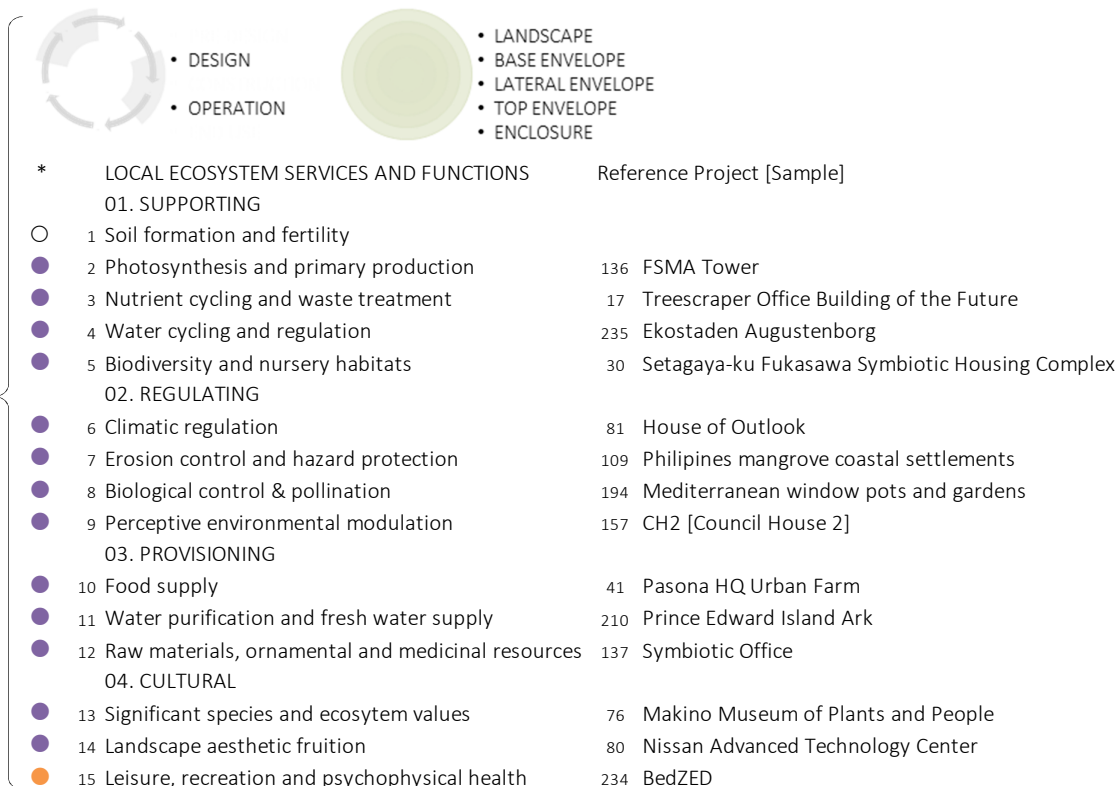 • DESIGN
• OPERATION
• LANDSCAPE
• BASE ENVELOPE
• LATERAL ENVELOPE
• TOP ENVELOPE
• ENCLOSURE
* LOCAL ECOSYSTEM SERVICES AND FUNCTIONS Reference Project [Sample]
01. SUPPORTING
1 Soil formation and fertility
2 Photosynthesis and primary production 136 FSMA Tower
3 Nutrient cycling and waste treatment 17 Treescraper Office Building of the Future
4 Water cycling and regulation 235 Ekostaden Augustenborg
5 Biodiversity and nursery habitats 30 Setagaya-ku Fukasawa Symbiotic Housing Complex
02. REGULATING
6 Climatic regulation 81 House of Outlook
7 Erosion control and hazard protection 109 Philipines mangrove coastal settlements
8 Biological control & pollination 194 Mediterranean window pots and gardens
9 Perceptive environmental modulation 157 CH2 [Council House 2]
03. PROVISIONING
10 Food supply 41 Pasona HQ Urban Farm
11 Water purification and fresh water supply 210 Prince Edward Island Ark
12 Raw materials, ornamental and medicinal resources 137 Symbiotic Office
04. CULTURAL
13 Significant species and ecosytem values 76 Makino Museum of Plants and People
14 Landscape aesthetic fruition 80 Nissan Advanced Technology Center
15 Leisure, recreation and psychophysical health 234 BedZED